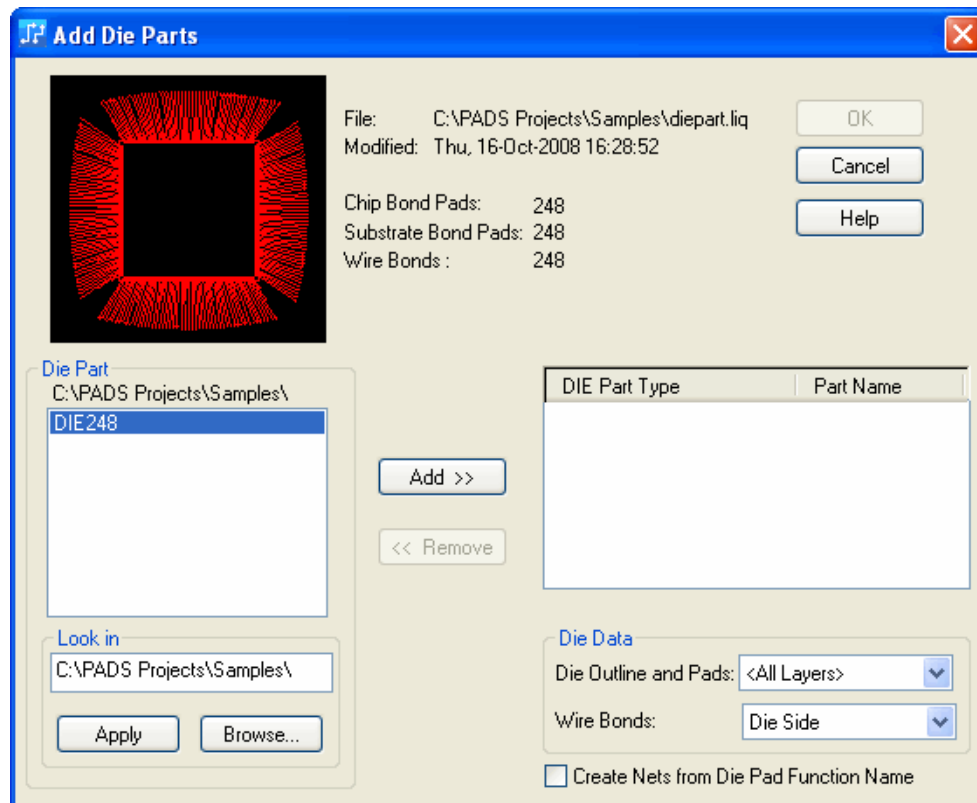 Add Die Parts
File: C:\PADS Projects\Samples\diepart.liq
Modified: Thu, 16-Oct-2008 16:28:52
Chip Bond Pads: 248
Substrate Bond Pads: 248
Wire Bonds : 248
OK
Cancel
Help
Die Part
C:\PADS Projects\Samples\
DIE248
Add >>
<< Remove
DIE Part Type Part Name
Look in
C:\PADS Projects\Samples\
Apply Browse...
Die Data
Die Outline and Pads: <All Layers>
Wire Bonds: Die Side
Create Nets from Die Pad Function Name